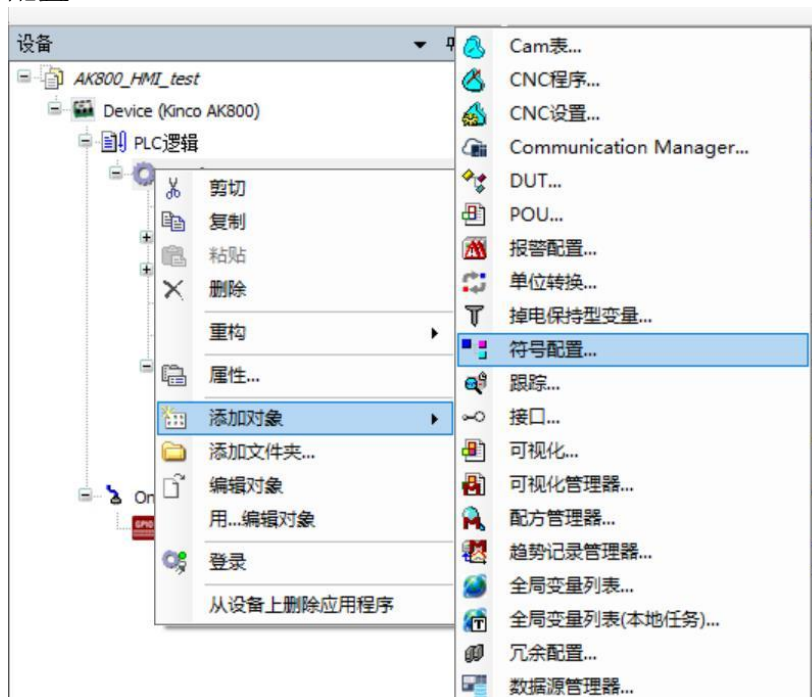 设备
AK800_HMI_test
Device (Kinco AK800)
PLC逻辑
剪切
复制
粘贴
删除
重构
属性...
添加对象
添加文件夹...
编辑对象
用...编辑对象
登录
从设备上删除应用程序
Cam表...
CNC程序...
CNC设置...
Communication Manager...
DUT...
POU...
报警配置...
单位转换...
掉电保持型变量...
符号配置...
跟踪...
接口...
可视化...
可视化管理器...
配方管理器...
趋势记录管理器...
全局变量列表...
全局变量列表(本地任务)...
冗余配置...
数据源管理器...